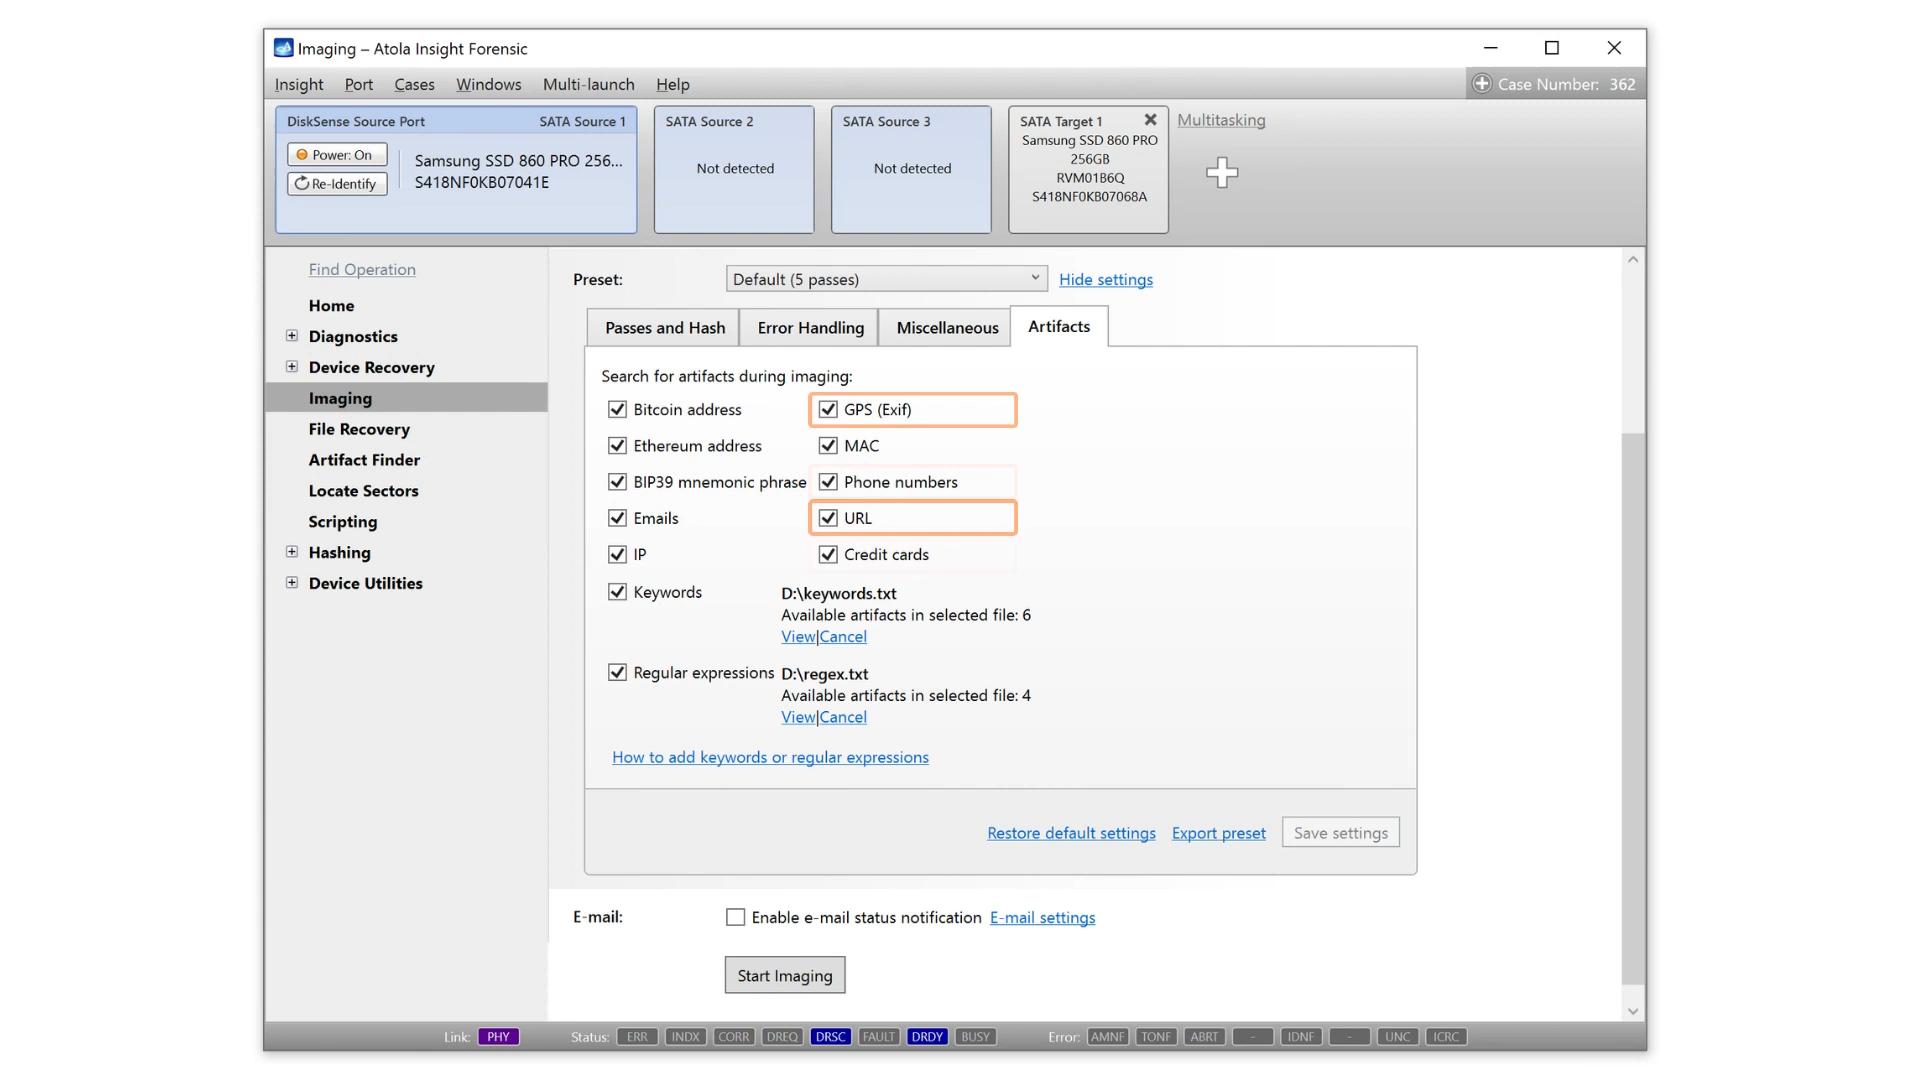 Imaging – Atola Insight Forensic
Insight Port Cases Windows Multi-launch Help
Case Number: 362
DiskSense Source Port SATA Source 1
Power: On
Re-Identify
Samsung SSD 860 PRO 256...
S418NF0KB07041E
SATA Source 2
Not detected
SATA Source 3
Not detected
SATA Target 1
Samsung SSD 860 PRO
256GB
RVM01B6Q
S418NF0KB07068A
Multitasking
Find Operation
Home
Diagnostics
Device Recovery
Imaging
File Recovery
Artifact Finder
Locate Sectors
Scripting
Hashing
Device Utilities
Preset: Default (5 passes) Hide settings
Passes and Hash Error Handling Miscellaneous Artifacts
Search for artifacts during imaging:
Bitcoin address GPS (Exif)
Ethereum address MAC
BIP39 mnemonic phrase Phone numbers
Emails URL
IP Credit cards
Keywords D:\keywords.txt
Available artifacts in selected file: 6
View|Cancel
Regular expressions D:\regex.txt
Available artifacts in selected file: 4
View|Cancel
How to add keywords or regular expressions
Restore default settings Export preset Save settings
E-mail: Enable e-mail status notification E-mail settings
Start Imaging
Link: PHY Status: ERR INDX CORR DREQ DRSC FAULT DRDY BUSY Error: AMNF TONF ABRT - IDNF - UNC ICRC